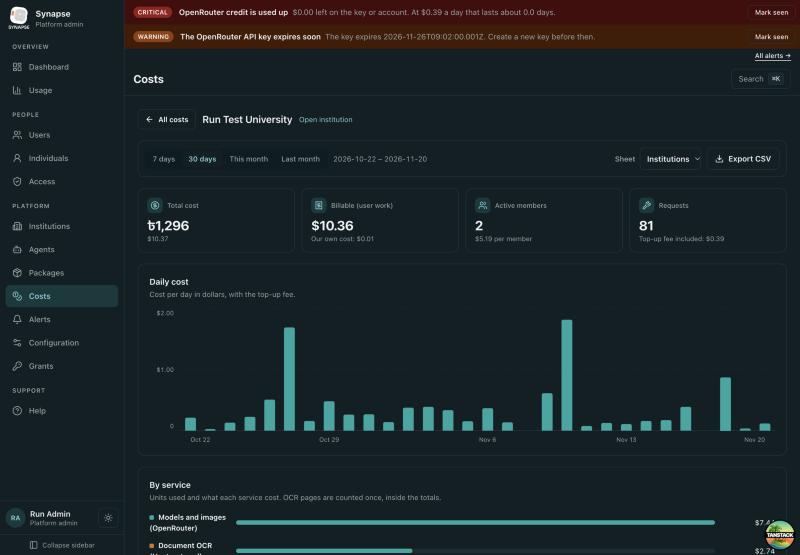 SYNAPSE
Synapse
Platform admin
OVERVIEW
Dashboard
Usage
PEOPLE
Users
Individuals
Access
PLATFORM
Institutions
Agents
Packages
Costs
Alerts
Configuration
Grants
SUPPORT
Help
RA
Run Admin
Platform admin
Collapse sidebar
CRITICAL OpenRouter credit is used up $0.00 left on the key or account. At $0.39 a day that lasts about 0.0 days. Mark seen
WARNING The OpenRouter API key expires soon The key expires 2026-11-26T09:02:00.001Z. Create a new key before then. Mark seen
All alerts →
Costs
Search ⌘K
← All costs Run Test University Open institution
7 days 30 days This month Last month 2026-10-22 – 2026-11-20 Sheet Institutions Export CSV
Total cost
৳1,296
$10.37
Billable (user work)
$10.36
Our own cost: $0.01
Active members
2
$5.19 per member
Requests
81
Top-up fee included: $0.39
Daily cost
Cost per day in dollars, with the top-up fee.
$2.00
$1.00
0
Oct 22 Oct 29 Nov 6 Nov 13 Nov 20
By service
Units used and what each service cost. OCR pages are counted once, inside the totals.
Models and images
(OpenRouter)
Document OCR
$2.74
TANSTACK